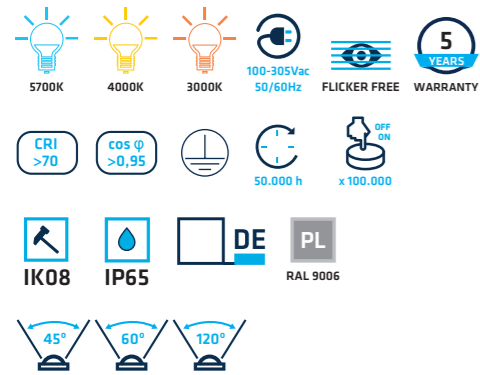 5700K
4000K
3000K
100-305Vac
50/60Hz
FLICKER FREE
5
YEARS
WARRANTY
CRI
>70
cos φ
>0,95
50.000 h
OFF
ON
x 100.000
IK08
IP65
DE
PL
RAL 9006
45°
60°
120°